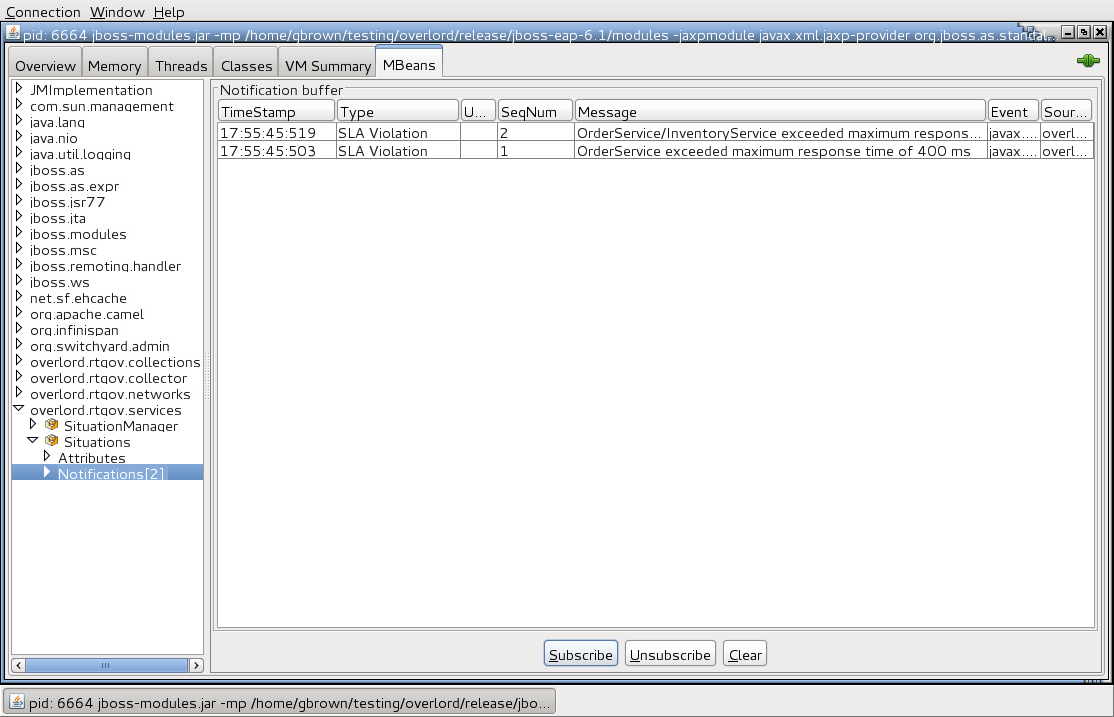 Connection Window Help
pid: 6664 jboss-modules.jar -mp /home/gbrown/testing/overlord/release/jboss-eap-6.1/modules -jaxpmodule javax.xml.jaxp-provider org.jboss.as.standal...
Overview Memory Threads Classes VM Summary MBeans
JMImplementation
com.sun.management
java.lang
java.nio
java.util.logging
jboss.as
jboss.as.expr
jboss.jsr77
jboss.jta
jboss.modules
jboss.msc
jboss.remoting.handler
jboss.ws
net.sf.ehcache
org.apache.camel
org.infinispan
org.switchyard.admin
overlord.rtgov.collections
overlord.rtgov.collector
overlord.rtgov.networks
overlord.rtgov.services
SituationManager
Situations
Attributes
Notifications[2]
Notification buffer
TimeStamp Type U... SeqNum Message Event Sour...
17:55:45:519 SLA Violation 2 OrderService/InventoryService exceeded maximum respons... javax.... overl...
17:55:45:503 SLA Violation 1 OrderService exceeded maximum response time of 400 ms javax.... overl...
Subscribe Unsubscribe Clear
pid: 6664 jboss-modules.jar -mp /home/gbrown/testing/overlord/release/jbo...